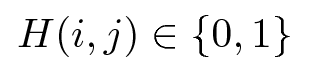 H(i, j) ∈ {0, 1}